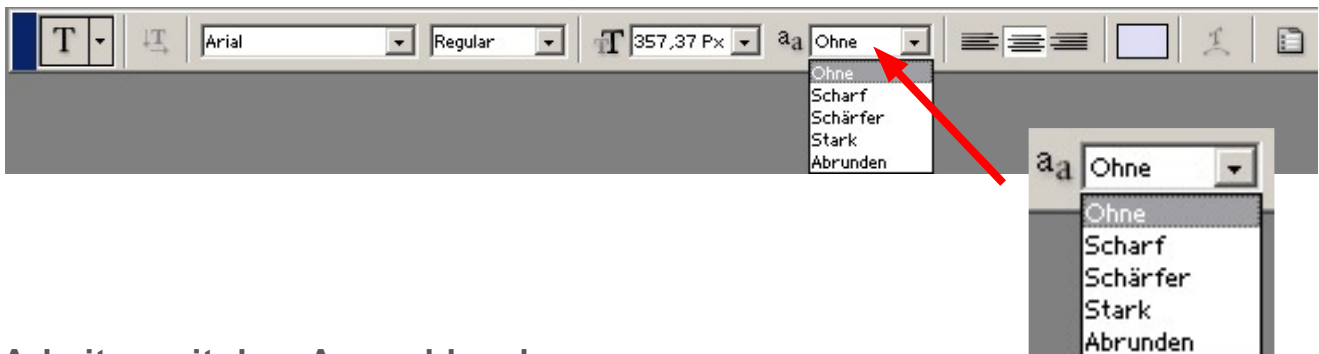 T Arial Regular T 357,37 Px aa Ohne
Ohne
Scharf
Schärfer
Stark
Abrunden
aa Ohne
Ohne
Scharf
Schärfer
Stark
Abrunden